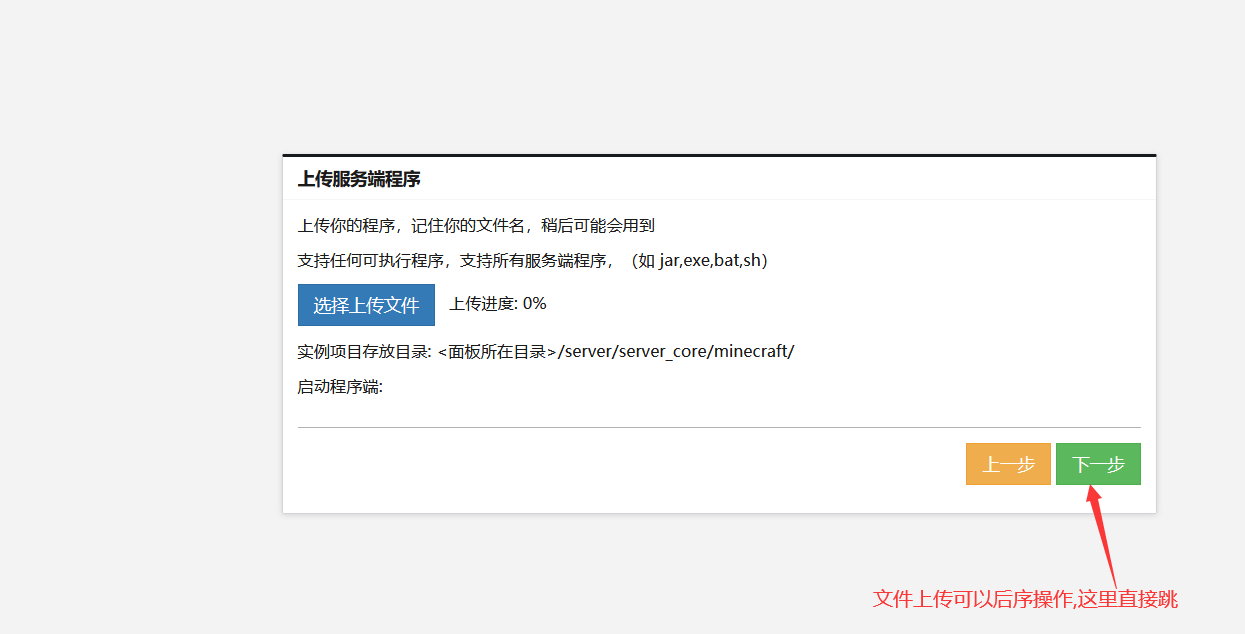 上传服务端程序
上传你的程序，记住你的文件名，稍后可能会用到
支持任何可执行程序，支持所有服务端程序，（如 jar,exe,bat,sh）
选择上传文件 上传进度: 0%
实例项目存放目录: <面板所在目录>/server/server_core/minecraft/
启动程序端:
上一步 下一步
文件上传可以后序操作,这里直接跳